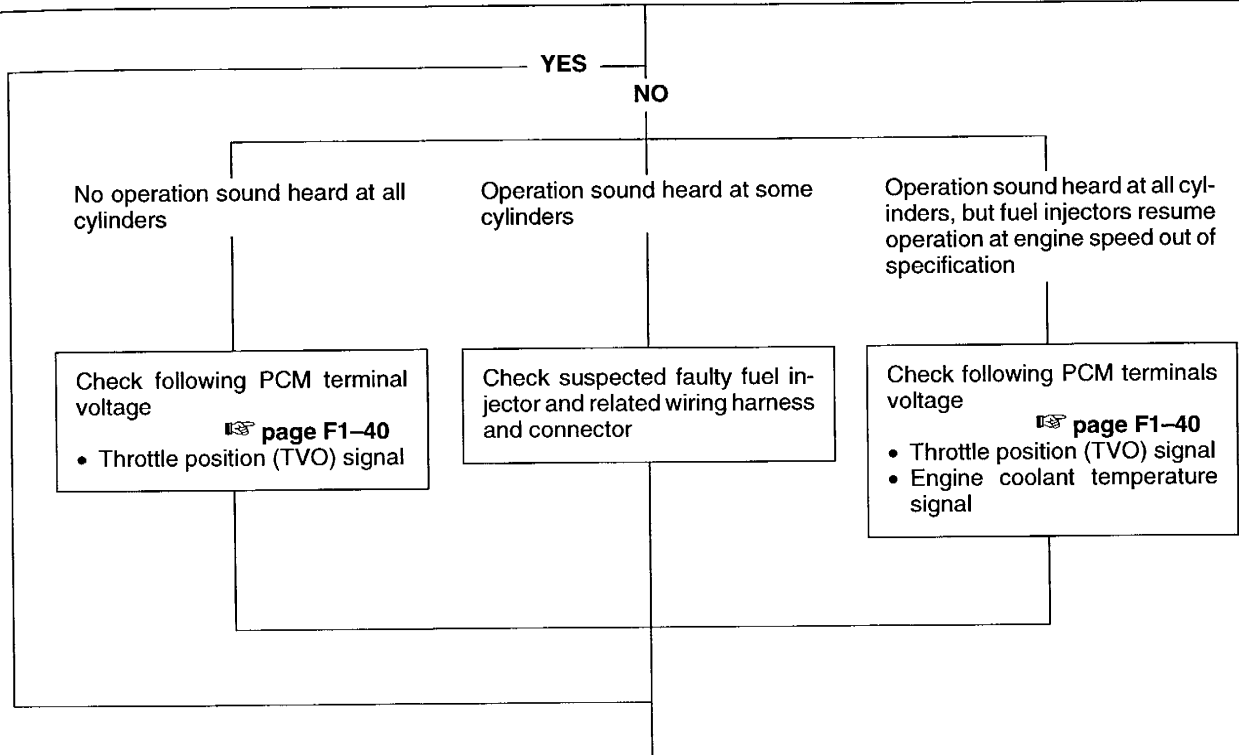 YES
NO
No operation sound heard at all
cylinders
Operation sound heard at some
cylinders
Operation sound heard at all cyl-
inders, but fuel injectors resume
operation at engine speed out of
specification
Check following PCM terminal
voltage
☞ page F1–40
• Throttle position (TVO) signal
Check suspected faulty fuel in-
jector and related wiring harness
and connector
Check following PCM terminals
voltage
☞ page F1–40
• Throttle position (TVO) signal
• Engine coolant temperature
signal